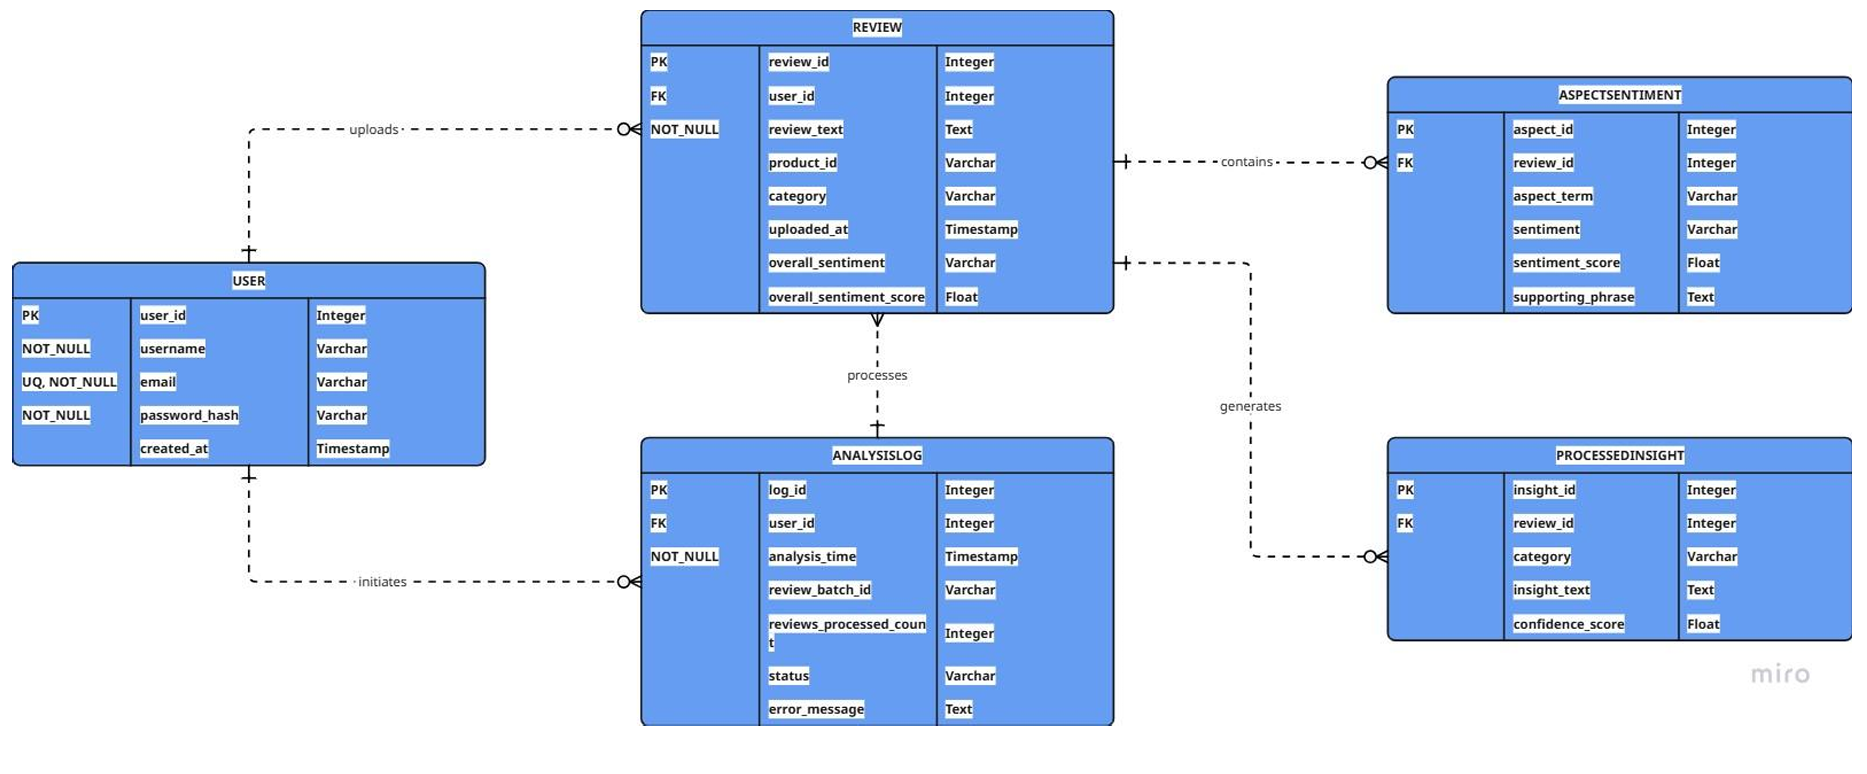 REVIEW
PK review_id Integer
FK user_id Integer
NOT_NULL review_text Text
product_id Varchar
category Varchar
uploaded_at Timestamp
overall_sentiment Varchar
overall_sentiment_score Float
ASPECTSENTIMENT
PK aspect_id Integer
FK review_id Integer
aspect_term Varchar
sentiment Varchar
sentiment_score Float
supporting_phrase Text
uploads
contains
USER
PK user_id Integer
NOT_NULL username Varchar
UQ, NOT_NULL email Varchar
NOT_NULL password_hash Varchar
created_at Timestamp
processes
generates
initiates
ANALYSISLOG
PK log_id Integer
FK user_id Integer
NOT_NULL analysis_time Timestamp
review_batch_id Varchar
reviews_processed_coun
t Integer
status Varchar
error_message Text
PROCESSEDINSIGHT
PK insight_id Integer
FK review_id Integer
category Varchar
insight_text Text
confidence_score Float
miro